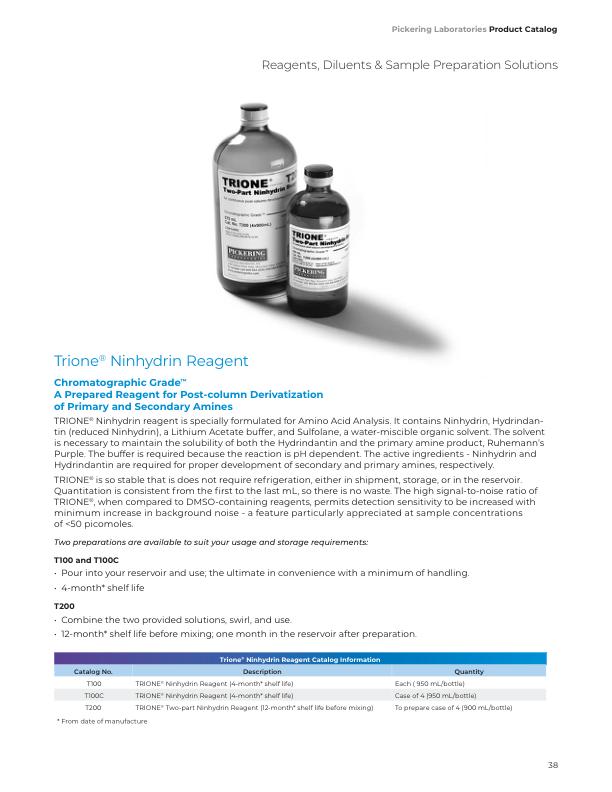 Pickering Laboratories Product Catalog
Reagents, Diluents & Sample Preparation Solutions
TRIONE®
Two-Part Ninhydrin
Chromatographic Grade™
TRIONE®
Two-Part Ninhydrin
PICKERING
PICKERING
Trione® Ninhydrin Reagent
Chromatographic Grade™
A Prepared Reagent for Post-column Derivatization
of Primary and Secondary Amines
TRIONE® Ninhydrin reagent is specially formulated for Amino Acid Analysis. It contains Ninhydrin, Hydrindan-
tin (reduced Ninhydrin), a Lithium Acetate buffer, and Sulfolane, a water-miscible organic solvent. The solvent
is necessary to maintain the solubility of both the Hydrindantin and the primary amine product, Ruhemann's
Purple. The buffer is required because the reaction is pH dependent. The active ingredients - Ninhydrin and
Hydrindantin are required for proper development of secondary and primary amines, respectively.
TRIONE® is so stable that is does not require refrigeration, either in shipment, storage, or in the reservoir.
Quantitation is consistent from the first to the last mL, so there is no waste. The high signal-to-noise ratio of
TRIONE®, when compared to DMSO-containing reagents, permits detection sensitivity to be increased with
minimum increase in background noise - a feature particularly appreciated at sample concentrations
of <50 picomoles.
Two preparations are available to suit your usage and storage requirements:
T100 and T100C
• Pour into your reservoir and use; the ultimate in convenience with a minimum of handling.
• 4-month* shelf life
T200
• Combine the two provided solutions, swirl, and use.
• 12-month* shelf life before mixing; one month in the reservoir after preparation.
Trione® Ninhydrin Reagent Catalog Information
Catalog No. Description Quantity
T100 TRIONE® Ninhydrin Reagent (4-month* shelf life) Each ( 950 mL/bottle)
T100C TRIONE® Ninhydrin Reagent (4-month* shelf life) Case of 4 (950 mL/bottle)
T200 TRIONE® Two-part Ninhydrin Reagent (12-month* shelf life before mixing) To prepare case of 4 (900 mL/bottle)
* From date of manufacture
38